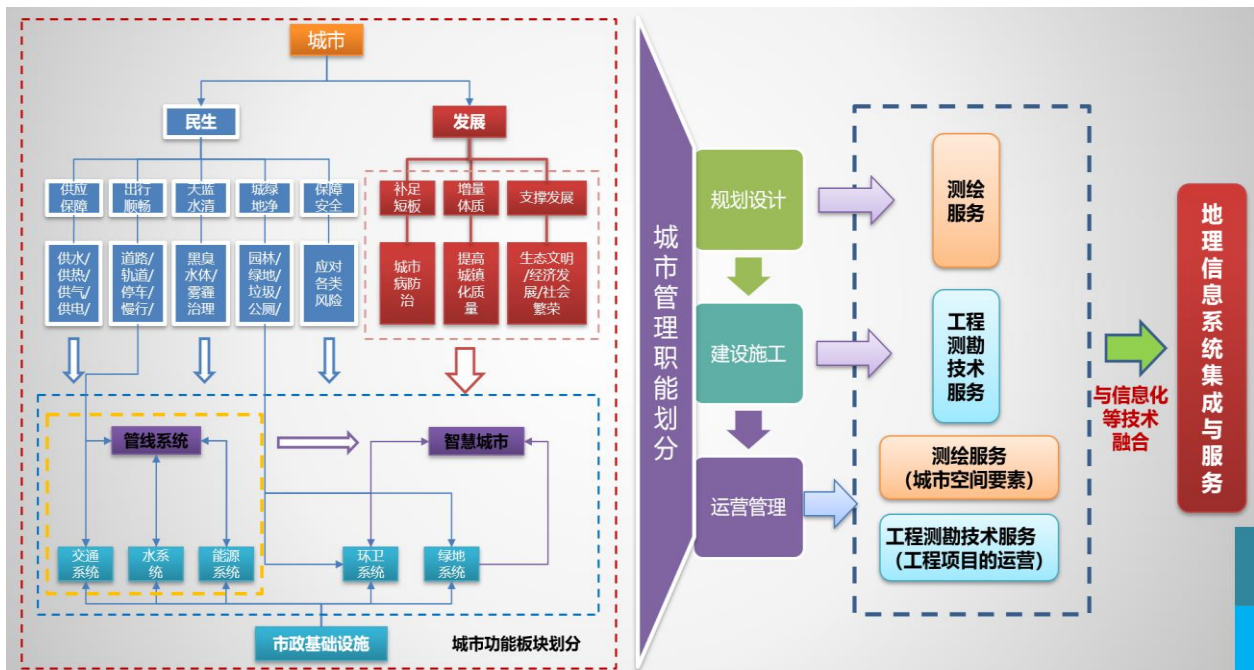 城市
民生
发展
供应
保障
出行
顺畅
天蓝
水清
城绿
地净
保障
安全
补足
短板
增量
体质
支撑发展
供水/
供热/
供气/
供电/
道路/
轨道/
停车/
慢行/
黑臭
水体/
雾霾
治理
园林/
绿地/
垃圾/
公厕/
应对
各类
风险
城市
病防
治
提高
城镇
化质
量
生态文明
/经济发
展/社会
繁荣
管线系统
智慧城市
交通
系统
水系
统
能源
系统
环卫
系统
绿地
系统
市政基础设施
城市功能板块划分
城市管理职能划分
规划设计
建设施工
运营管理
测绘
服务
工程
测勘
技术
服务
测绘服务
（城市空间要素）
工程测勘技术服务
（工程项目的运营）
与信息化
等技术
融合
地理信息系统集成与服务